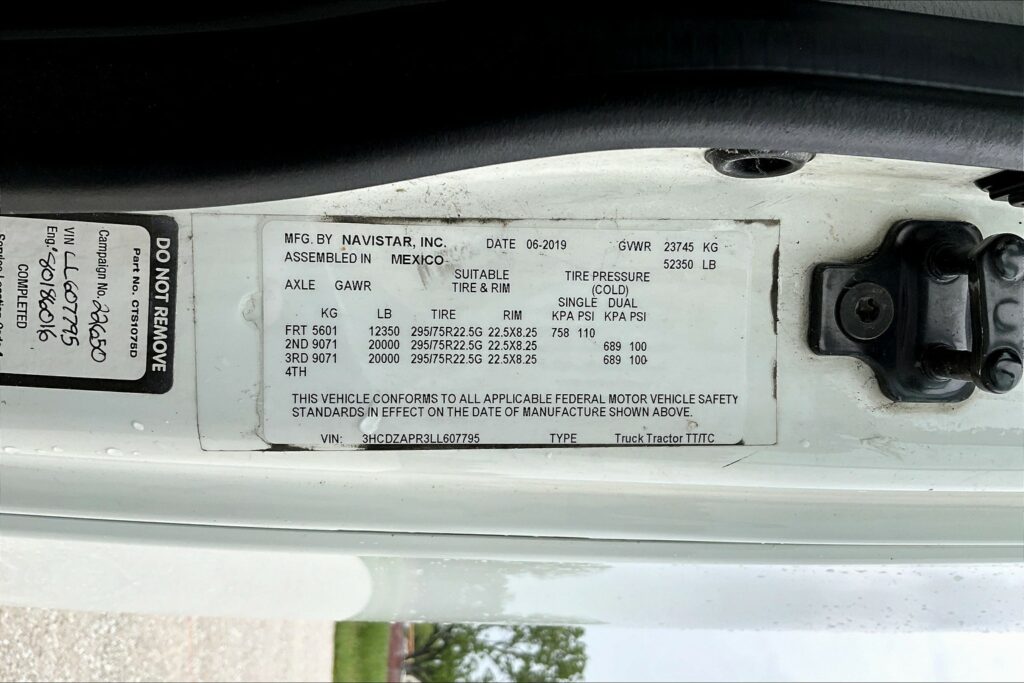 MFG. BY NAVISTAR, INC. DATE 06-2019 GVWR 23745 KG
ASSEMBLED IN MEXICO 52350 LB
AXLE GAWR SUITABLE TIRE & RIM TIRE PRESSURE (COLD)
SINGLE DUAL
KG LB TIRE RIM KPA PSI KPA PSI
FRT 5601 12350 295/75R22.5G 22.5X8.25 758 110
2ND 9071 20000 295/75R22.5G 22.5X8.25 689 100
3RD 9071 20000 295/75R22.5G 22.5X8.25 689 100
4TH
THIS VEHICLE CONFORMS TO ALL APPLICABLE FEDERAL MOTOR VEHICLE SAFETY
STANDARDS IN EFFECT ON THE DATE OF MANUFACTURE SHOWN ABOVE.
VIN: 3HCDZAPR3LL607795 TYPE Truck Tractor TT/TC
DO NOT REMOVE
Part No. CTS1075D
Campaign No. 22G650
VIN LL607795
Eng. 80186016
COMPLETED